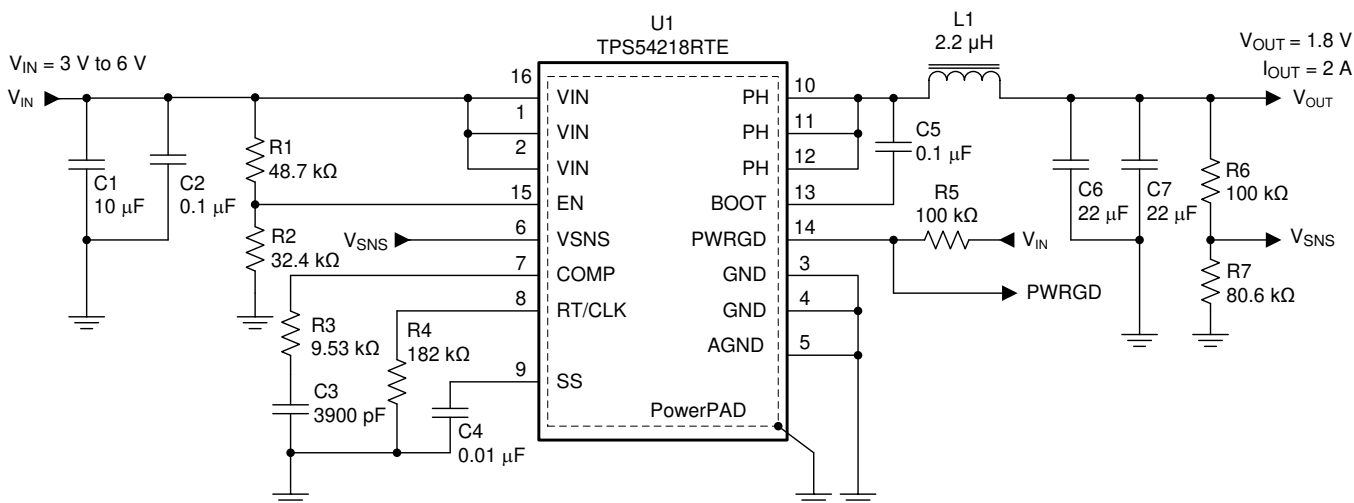 U1
TPS54218RTE
L1
2.2 μH
V_IN = 3 V to 6 V
V_OUT = 1.8 V
I_OUT = 2 A
V_IN
V_OUT
16 VIN
1 VIN
2 VIN
15 EN
6 VSNS
7 COMP
8 RT/CLK
9 SS
PH 10
PH 11
PH 12
BOOT 13
PWRGD 14
GND 3
GND 4
AGND 5
PowerPAD
C1
10 μF
C2
0.1 μF
R1
48.7 kΩ
R2
32.4 kΩ
V_SNS
R3
9.53 kΩ
C3
3900 pF
R4
182 kΩ
C4
0.01 μF
C5
0.1 μF
R5
100 kΩ
V_IN
PWRGD
C6
22 μF
C7
22 μF
R6
100 kΩ
V_SNS
R7
80.6 kΩ